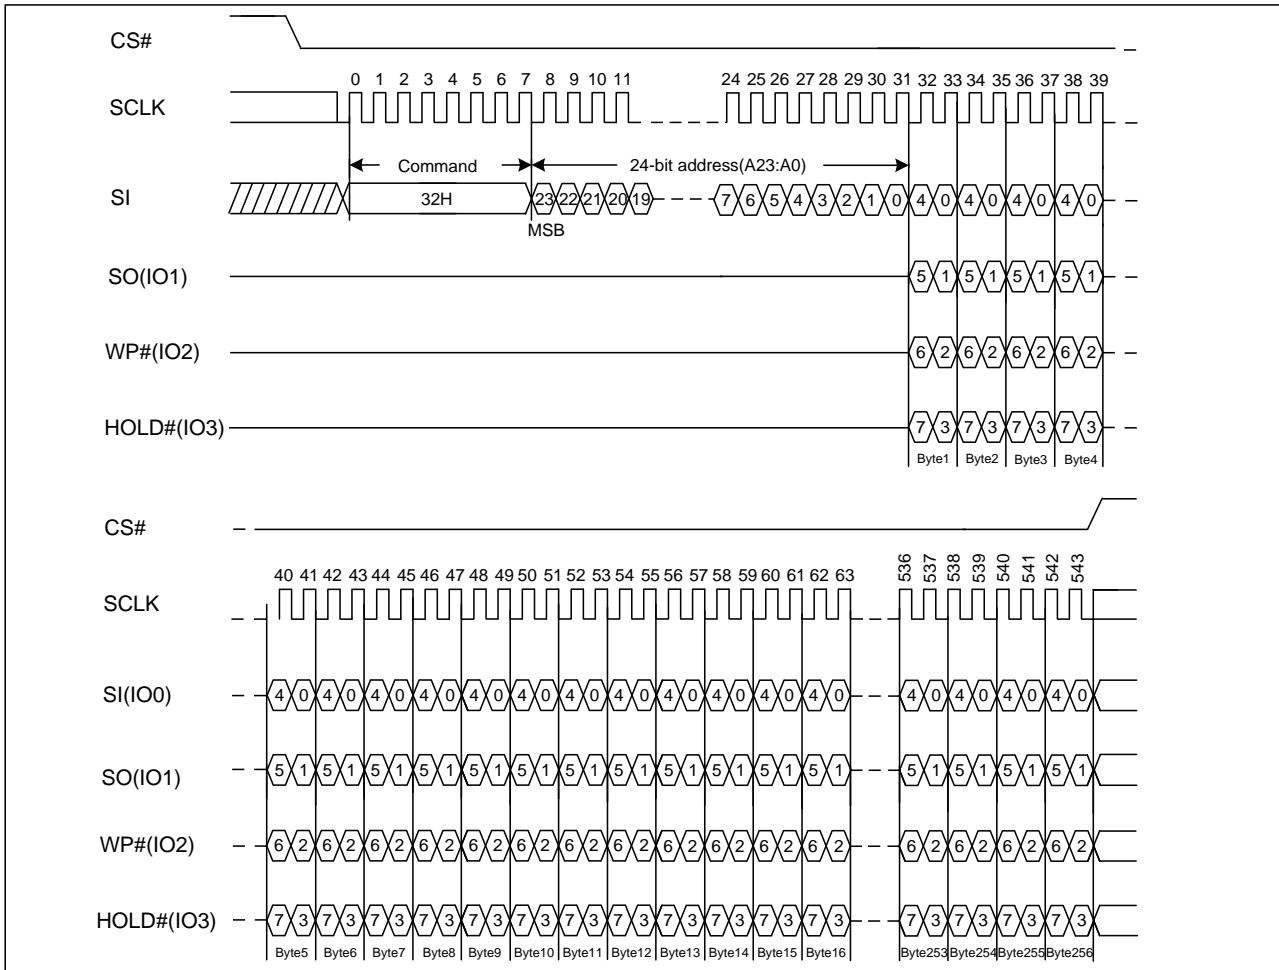 CS#
0 1 2 3 4 5 6 7 8 9 10 11 24 25 26 27 28 29 30 31 32 33 34 35 36 37 38 39
SCLK
Command 24-bit address(A23:A0)
SI 32H 23 22 21 20 19 7 6 5 4 3 2 1 0 4 0 4 0 4 0 4 0
MSB
SO(IO1) 5 1 5 1 5 1 5 1
WP#(IO2) 6 2 6 2 6 2 6 2
HOLD#(IO3) 7 3 7 3 7 3 7 3
Byte1 Byte2 Byte3 Byte4
CS#
40 41 42 43 44 45 46 47 48 49 50 51 52 53 54 55 56 57 58 59 60 61 62 63 536 537 538 539 540 541 542 543
SCLK
SI(IO0) 4 0 4 0 4 0 4 0 4 0 4 0 4 0 4 0 4 0 4 0 4 0 4 0 4 0 4 0 4 0 4 0
SO(IO1) 5 1 5 1 5 1 5 1 5 1 5 1 5 1 5 1 5 1 5 1 5 1 5 1 5 1 5 1 5 1 5 1
WP#(IO2) 6 2 6 2 6 2 6 2 6 2 6 2 6 2 6 2 6 2 6 2 6 2 6 2 6 2 6 2 6 2 6 2
HOLD#(IO3) 7 3 7 3 7 3 7 3 7 3 7 3 7 3 7 3 7 3 7 3 7 3 7 3 7 3 7 3 7 3 7 3
Byte5 Byte6 Byte7 Byte8 Byte9 Byte10 Byte11 Byte12 Byte13 Byte14 Byte15 Byte16 Byte253 Byte254 Byte255 Byte256